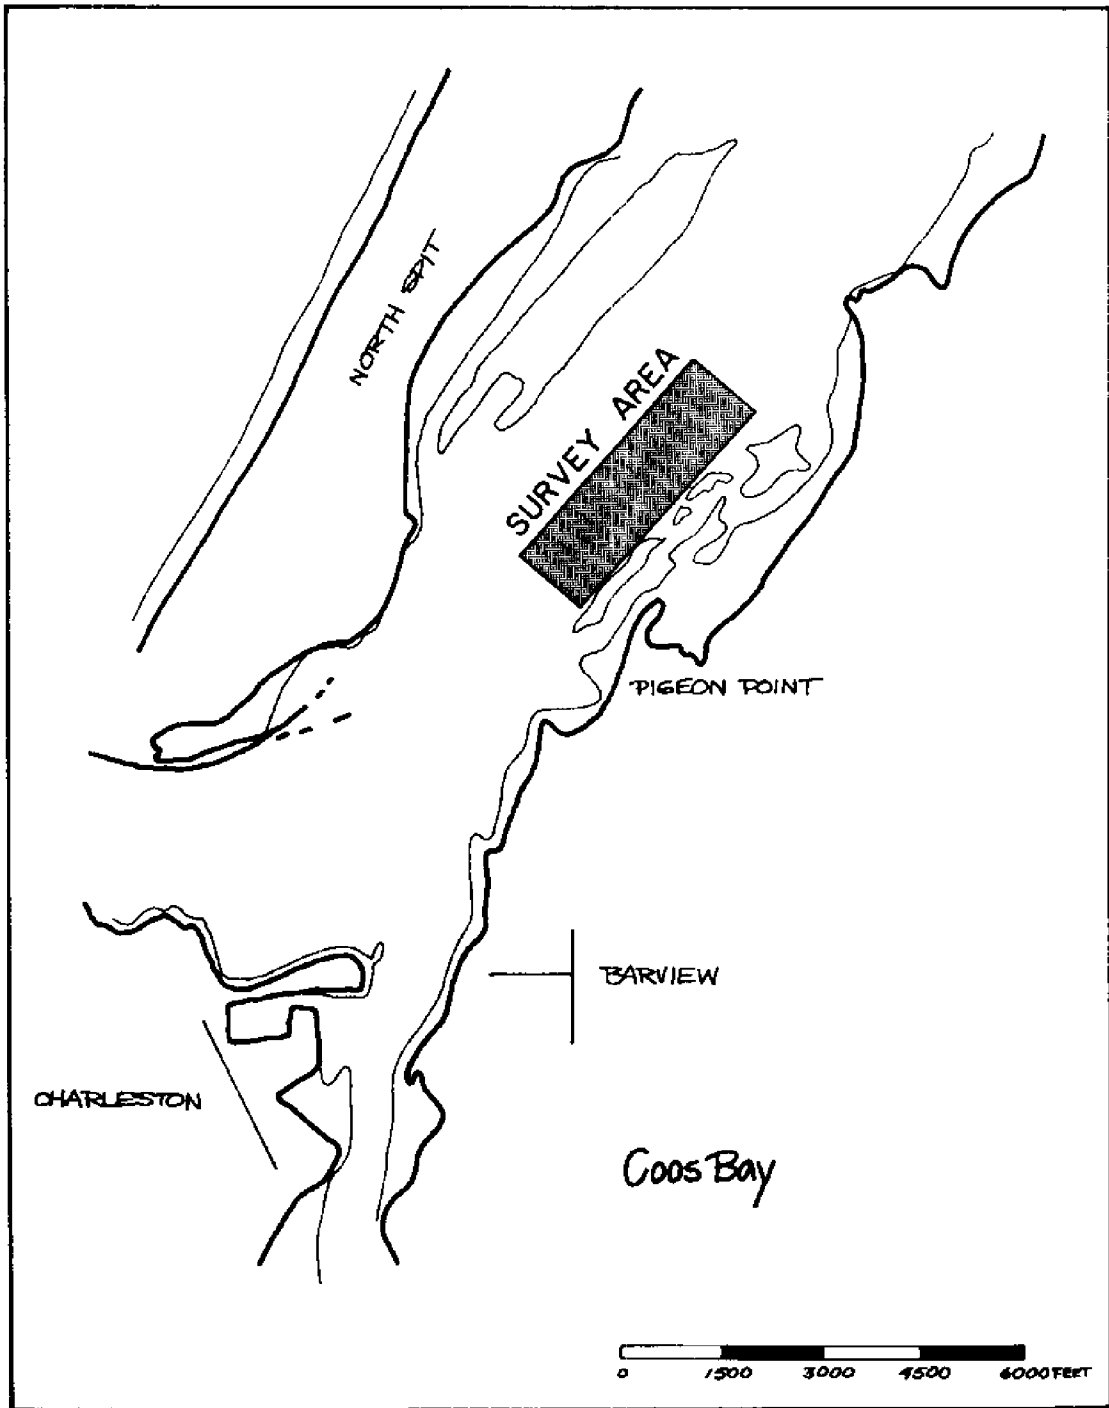 NORTH SPIT
SURVEY AREA
PIGEON POINT
BARVIEW
CHARLESTON
Coos Bay
0 1500 3000 4500 6000 FEET